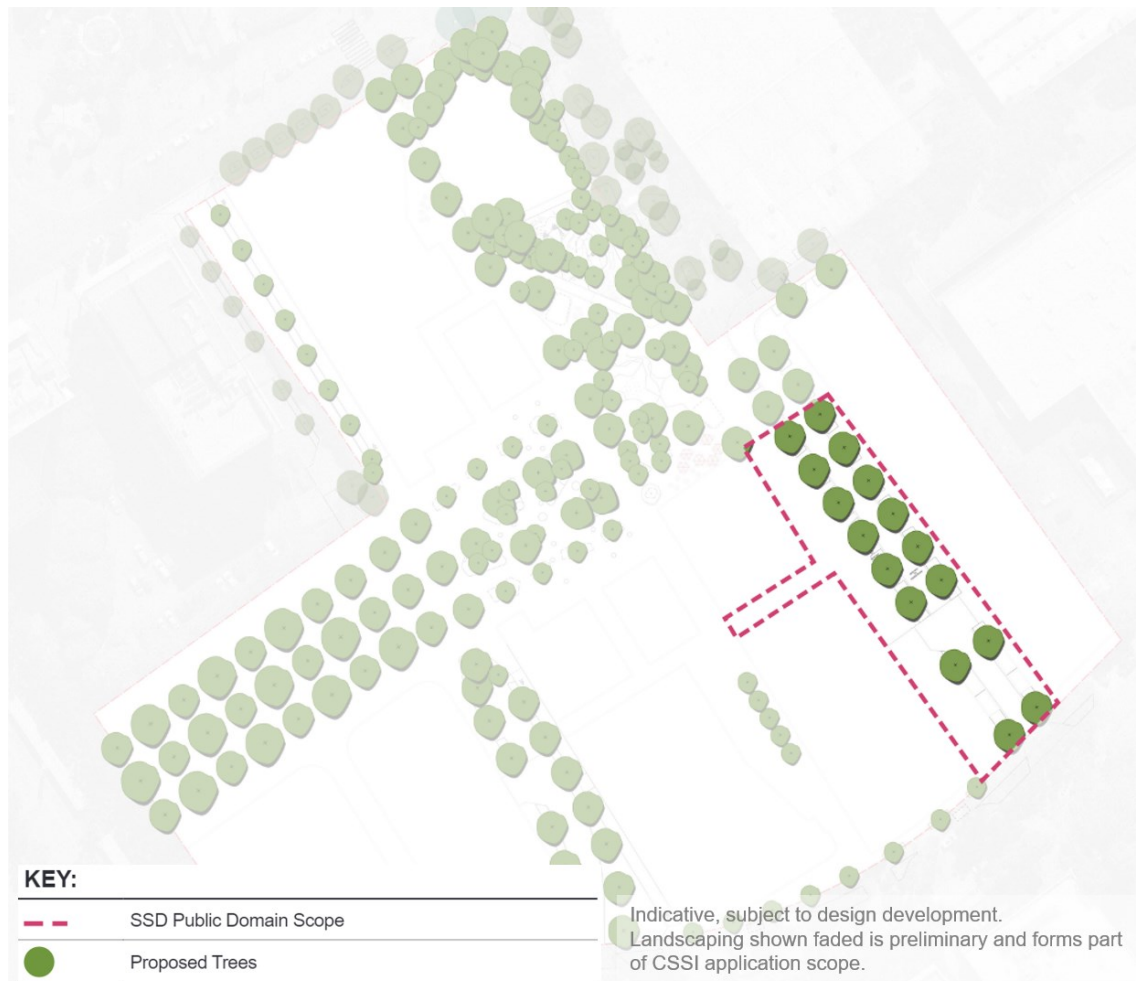 KEY:
SSD Public Domain Scope
Proposed Trees
Indicative, subject to design development.
Landscaping shown faded is preliminary and forms part
of CSSI application scope.